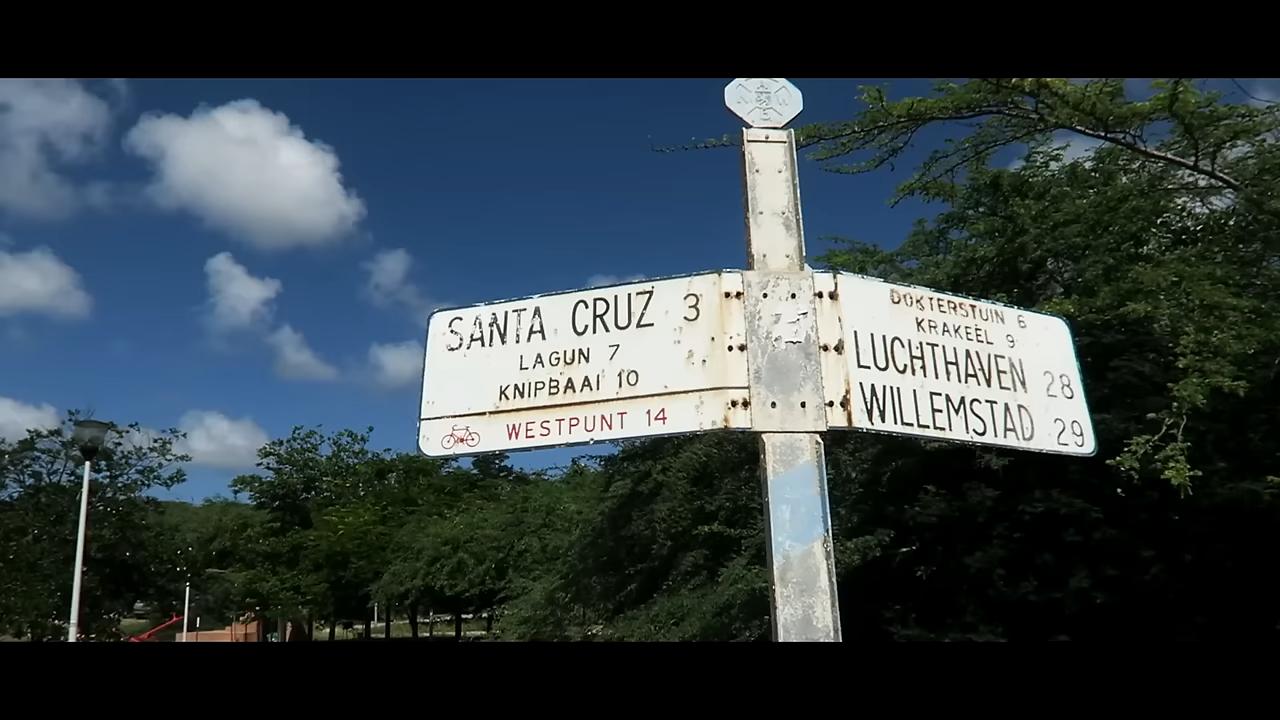 SANTA CRUZ 3
LAGUN 7
KNIPBAAI 10
WESTPUNT 14
DOKTERSTUIN 6
KRAKEEL 9
LUCHTHAVEN 28
WILLEMSTAD 29